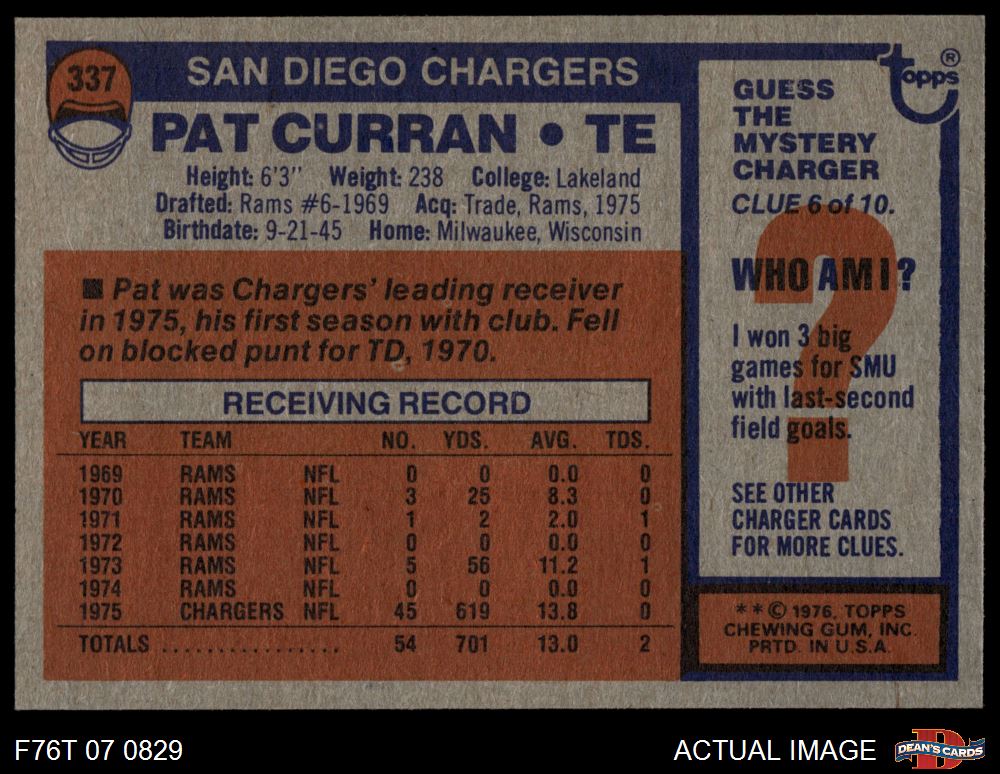 337
SAN DIEGO CHARGERS
PAT CURRAN • TE
Height: 6'3" Weight: 238 College: Lakeland
Drafted: Rams #6-1969 Acq: Trade, Rams, 1975
Birthdate: 9-21-45 Home: Milwaukee, Wisconsin
■ Pat was Chargers' leading receiver
in 1975, his first season with club. Fell
on blocked punt for TD, 1970.
RECEIVING RECORD
YEAR TEAM NO. YDS. AVG. TDS.
1969 RAMS NFL 0 0 0.0 0
1970 RAMS NFL 3 25 8.3 0
1971 RAMS NFL 1 2 2.0 1
1972 RAMS NFL 0 0 0.0 0
1973 RAMS NFL 5 56 11.2 1
1974 RAMS NFL 0 0 0.0 0
1975 CHARGERS NFL 45 619 13.8 0
TOTALS ................ 54 701 13.0 2
topps®
GUESS
THE
MYSTERY
CHARGER
CLUE 6 of 10.
WHO AM I?
?
I won 3 big
games for SMU
with last-second
field goals.
SEE OTHER
CHARGER CARDS
FOR MORE CLUES.
**© 1976, TOPPS
CHEWING GUM, INC.
PRTD. IN U.S.A.
F76T 07 0829
ACTUAL IMAGE
D
DEAN'S CARDS